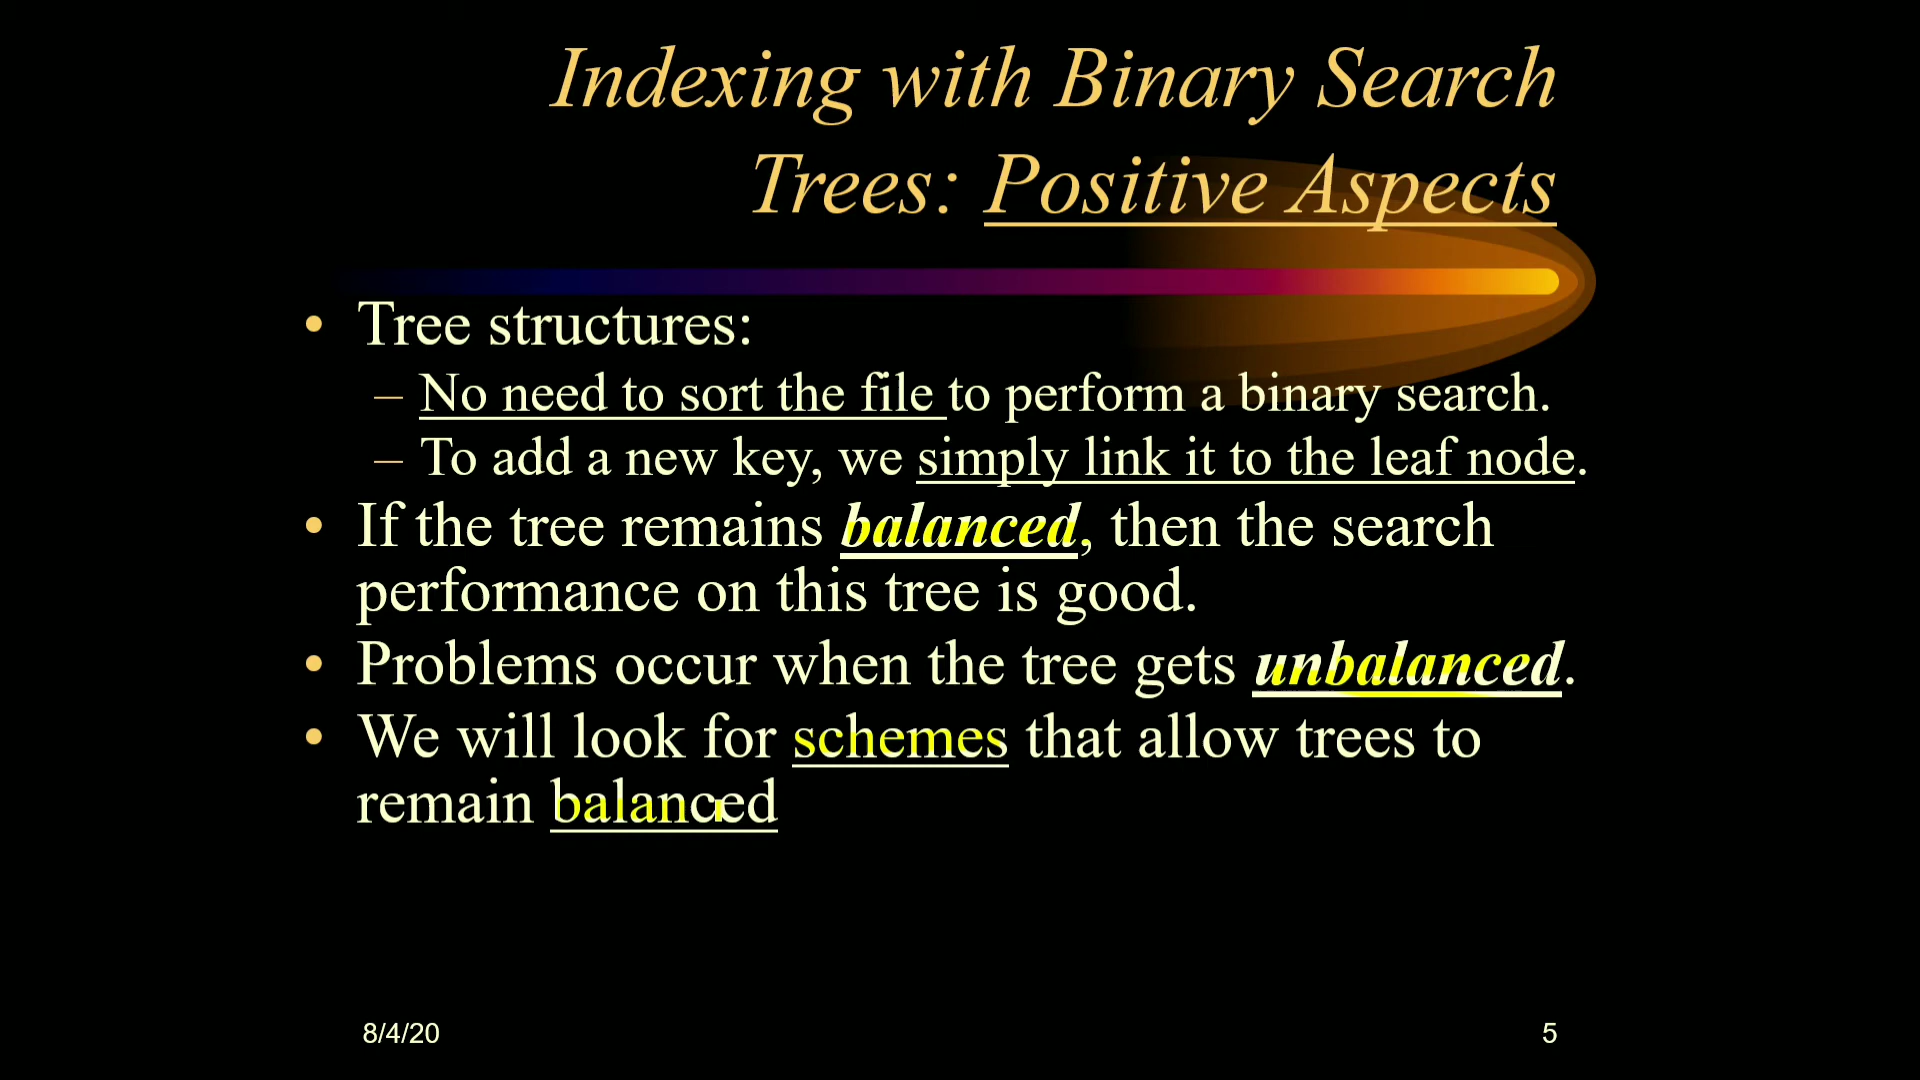 Indexing with Binary Search
Trees: Positive Aspects
• Tree structures:
– No need to sort the file to perform a binary search.
– To add a new key, we simply link it to the leaf node.
• If the tree remains balanced, then the search
performance on this tree is good.
• Problems occur when the tree gets unbalanced.
• We will look for schemes that allow trees to
remain balanced
8/4/20
5